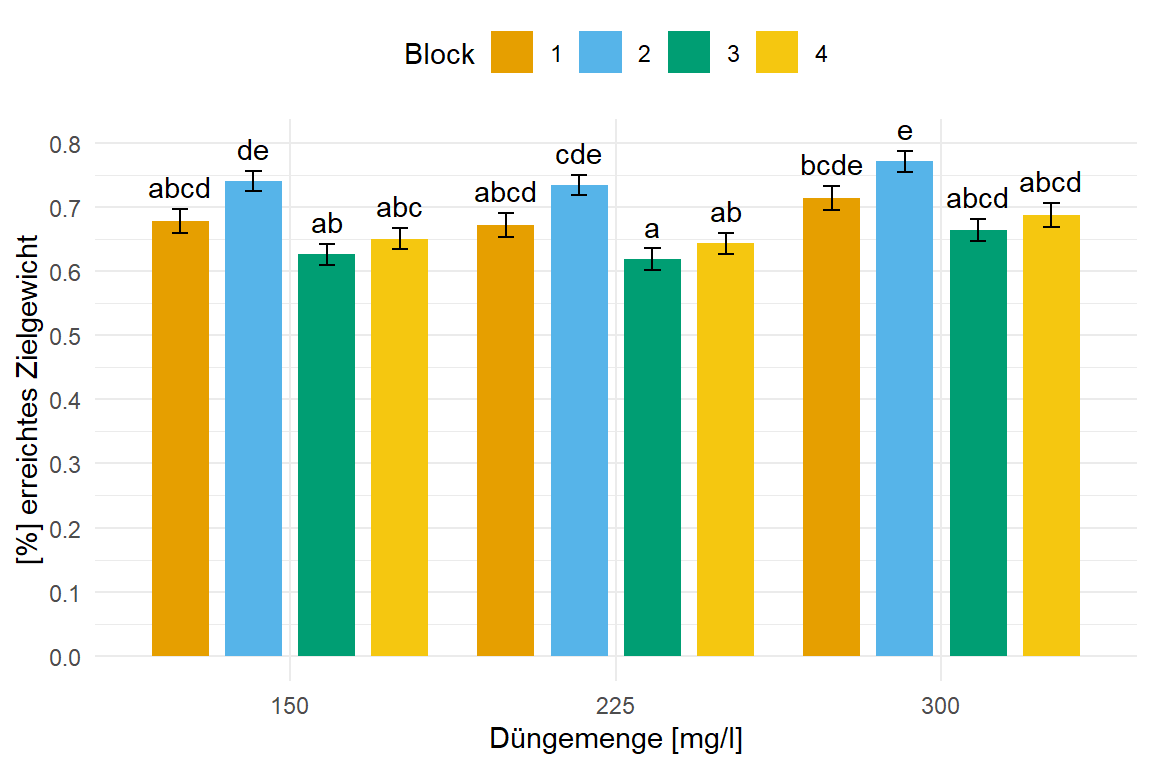 Block 1 2 3 4
[%] erreichtes Zielgewicht
0.8
0.7
0.6
0.5
0.4
0.3
0.2
0.1
0.0
abcd de ab abc abcd cde a ab bcde e abcd abcd
150 225 300
Düngemenge [mg/l]